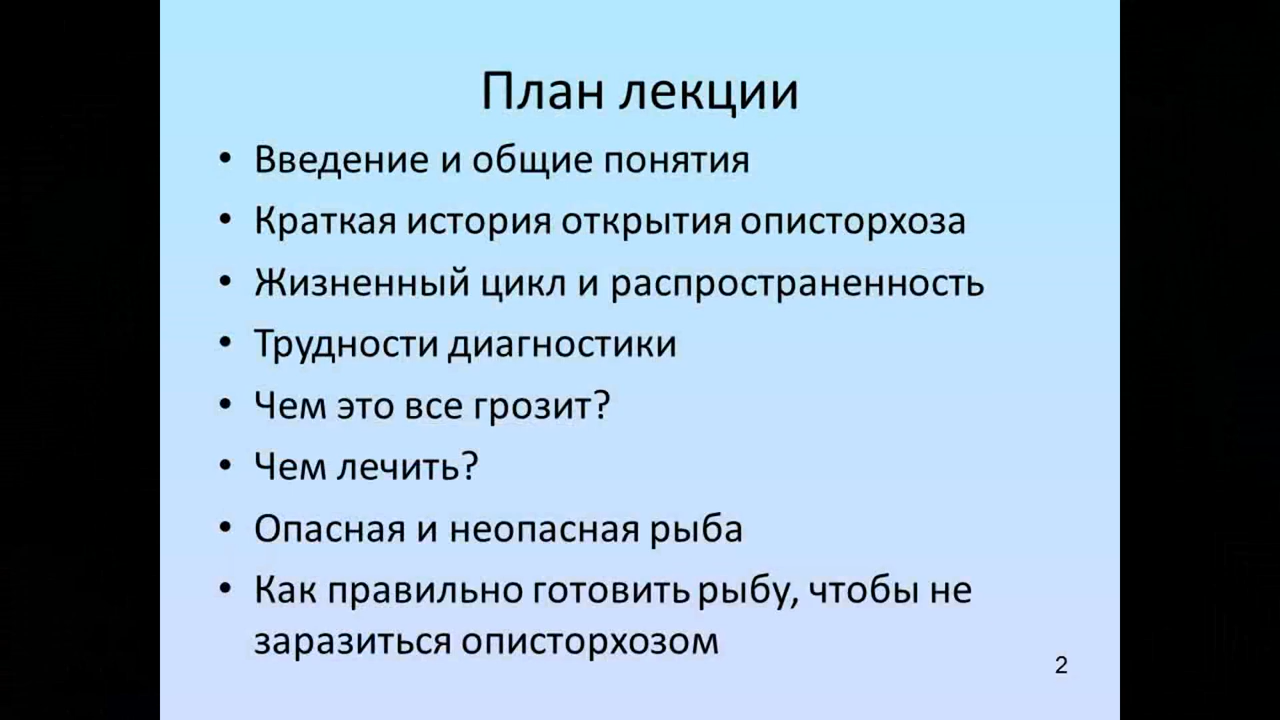 План лекции
• Введение и общие понятия
• Краткая история открытия описторхоза
• Жизненный цикл и распространенность
• Трудности диагностики
• Чем это все грозит?
• Чем лечить?
• Опасная и неопасная рыба
• Как правильно готовить рыбу, чтобы не
заразиться описторхозом
2